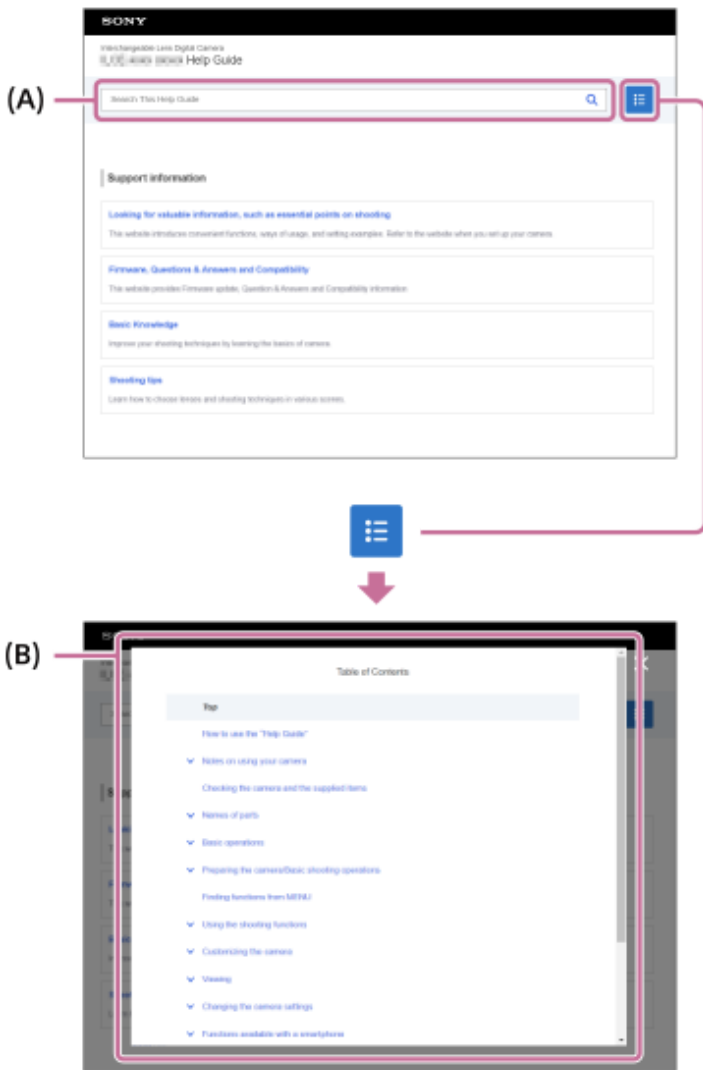 SONY
Interchangeable Lens Digital Camera
Help Guide
(A)
Search This Help Guide
Support information
Looking for valuable information, such as essential points on shooting
This website introduces convenient functions, ways of usage, and setting examples. Refer to the website when you set up your camera.
Firmware, Questions & Answers and Compatibility
This website provides Firmware update, Question & Answers and Compatibility information
Basic Knowledge
Improve your shooting techniques by learning the basics of camera.
Shooting tips
Learn how to choose lenses and shooting techniques in various scenes.
(B)
Table of Contents
Top
How to use the "Help Guide"
Notes on using your camera
Checking the camera and the supplied items
Names of parts
Basic operations
Preparing the camera/Basic shooting operations
Finding functions from MENU
Using the shooting functions
Customizing the camera
Viewing
Changing the camera settings
Functions available with a smartphone